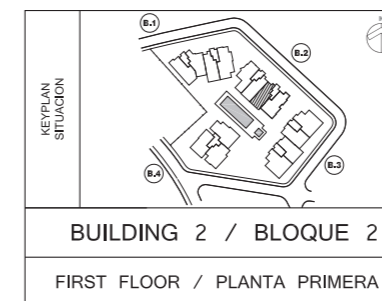 B.1
B.2
KEYPLAN
SITUACION
B.3
B.4
BUILDING 2 / BLOQUE 2
FIRST FLOOR / PLANTA PRIMERA